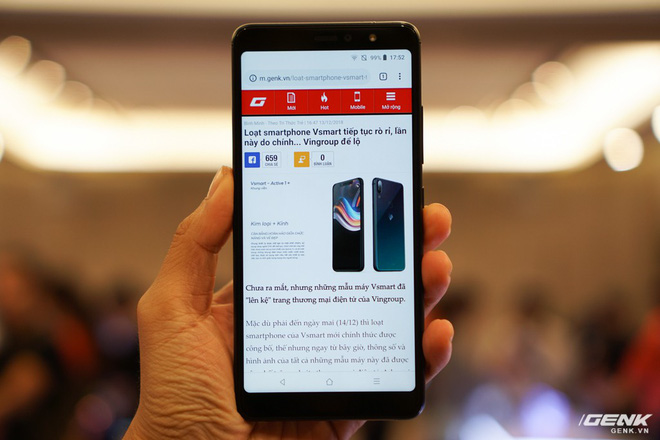 99% 17:52
m.genk.vn/loat-smartphone-vsmart-t
G
Mới Hot Mobile Mở rộng
Loạt smartphone Vsmart tiếp tục rò rỉ, lần
này do chính... Vingroup để lộ
659
0
Vsmart - Active 1+
Kim loại + Kính
Chưa ra mắt, nhưng những mẫu máy Vsmart đã
"lên kệ" trang thương mại điện tử của Vingroup.
Mặc dù phải đến ngày mai (14/12) thì loạt
smartphone của Vsmart mới chính thức được
công bố, thế nhưng ngay từ bây giờ, thông số và
hình ảnh của tất cả những mẫu máy này đã được
GENK
GENK.VN